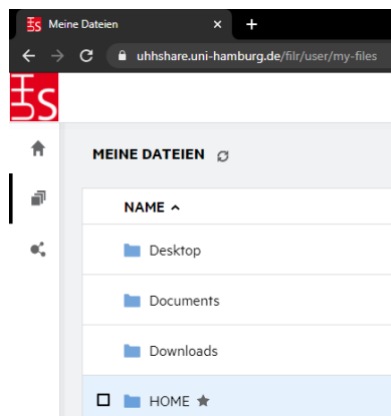 Meine Dateien
uhhshare.uni-hamburg.de/filr/user/my-files
MEINE DATEIEN
NAME
Desktop
Documents
Downloads
HOME